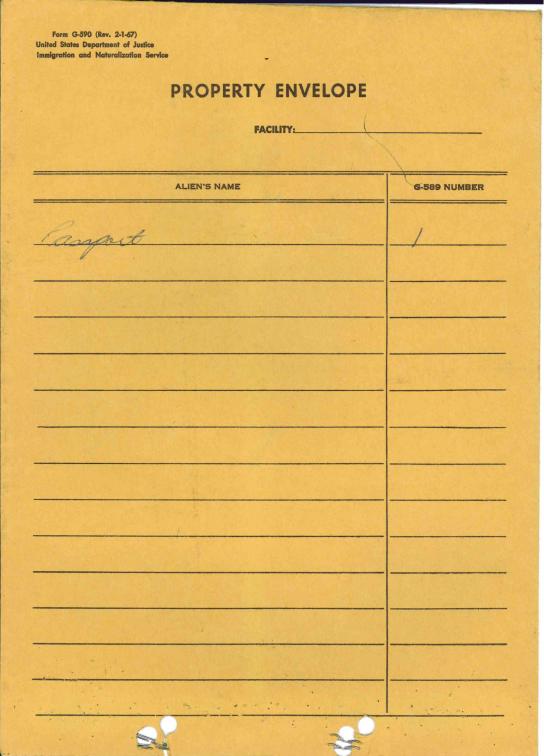 Form G-590 (Rev. 2-1-67)
United States Department of Justice
Immigration and Naturalization Service
PROPERTY ENVELOPE
FACILITY:
ALIEN'S NAME G-589 NUMBER
Passport 1